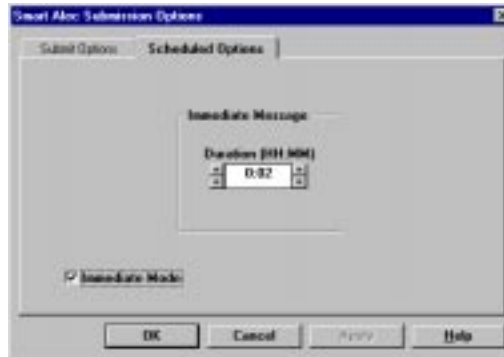 Smart Alec Submission Options
Submit Options
Scheduled Options
Immediate Message
Duration (HH:MM)
0:02
Immediate Mode
OK
Cancel
Apply
Help